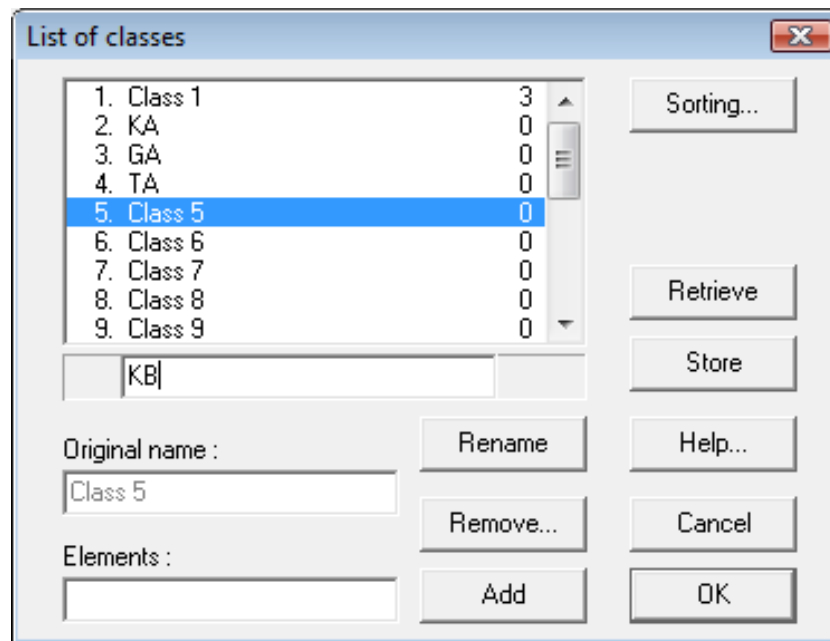 List of classes
1. Class 1 3
2. KA 0
3. GA 0
4. TA 0
5. Class 5 0
6. Class 6 0
7. Class 7 0
8. Class 8 0
9. Class 9 0
KB
Sorting...
Retrieve
Store
Original name :
Class 5
Elements :
Rename
Remove...
Add
Help...
Cancel
OK